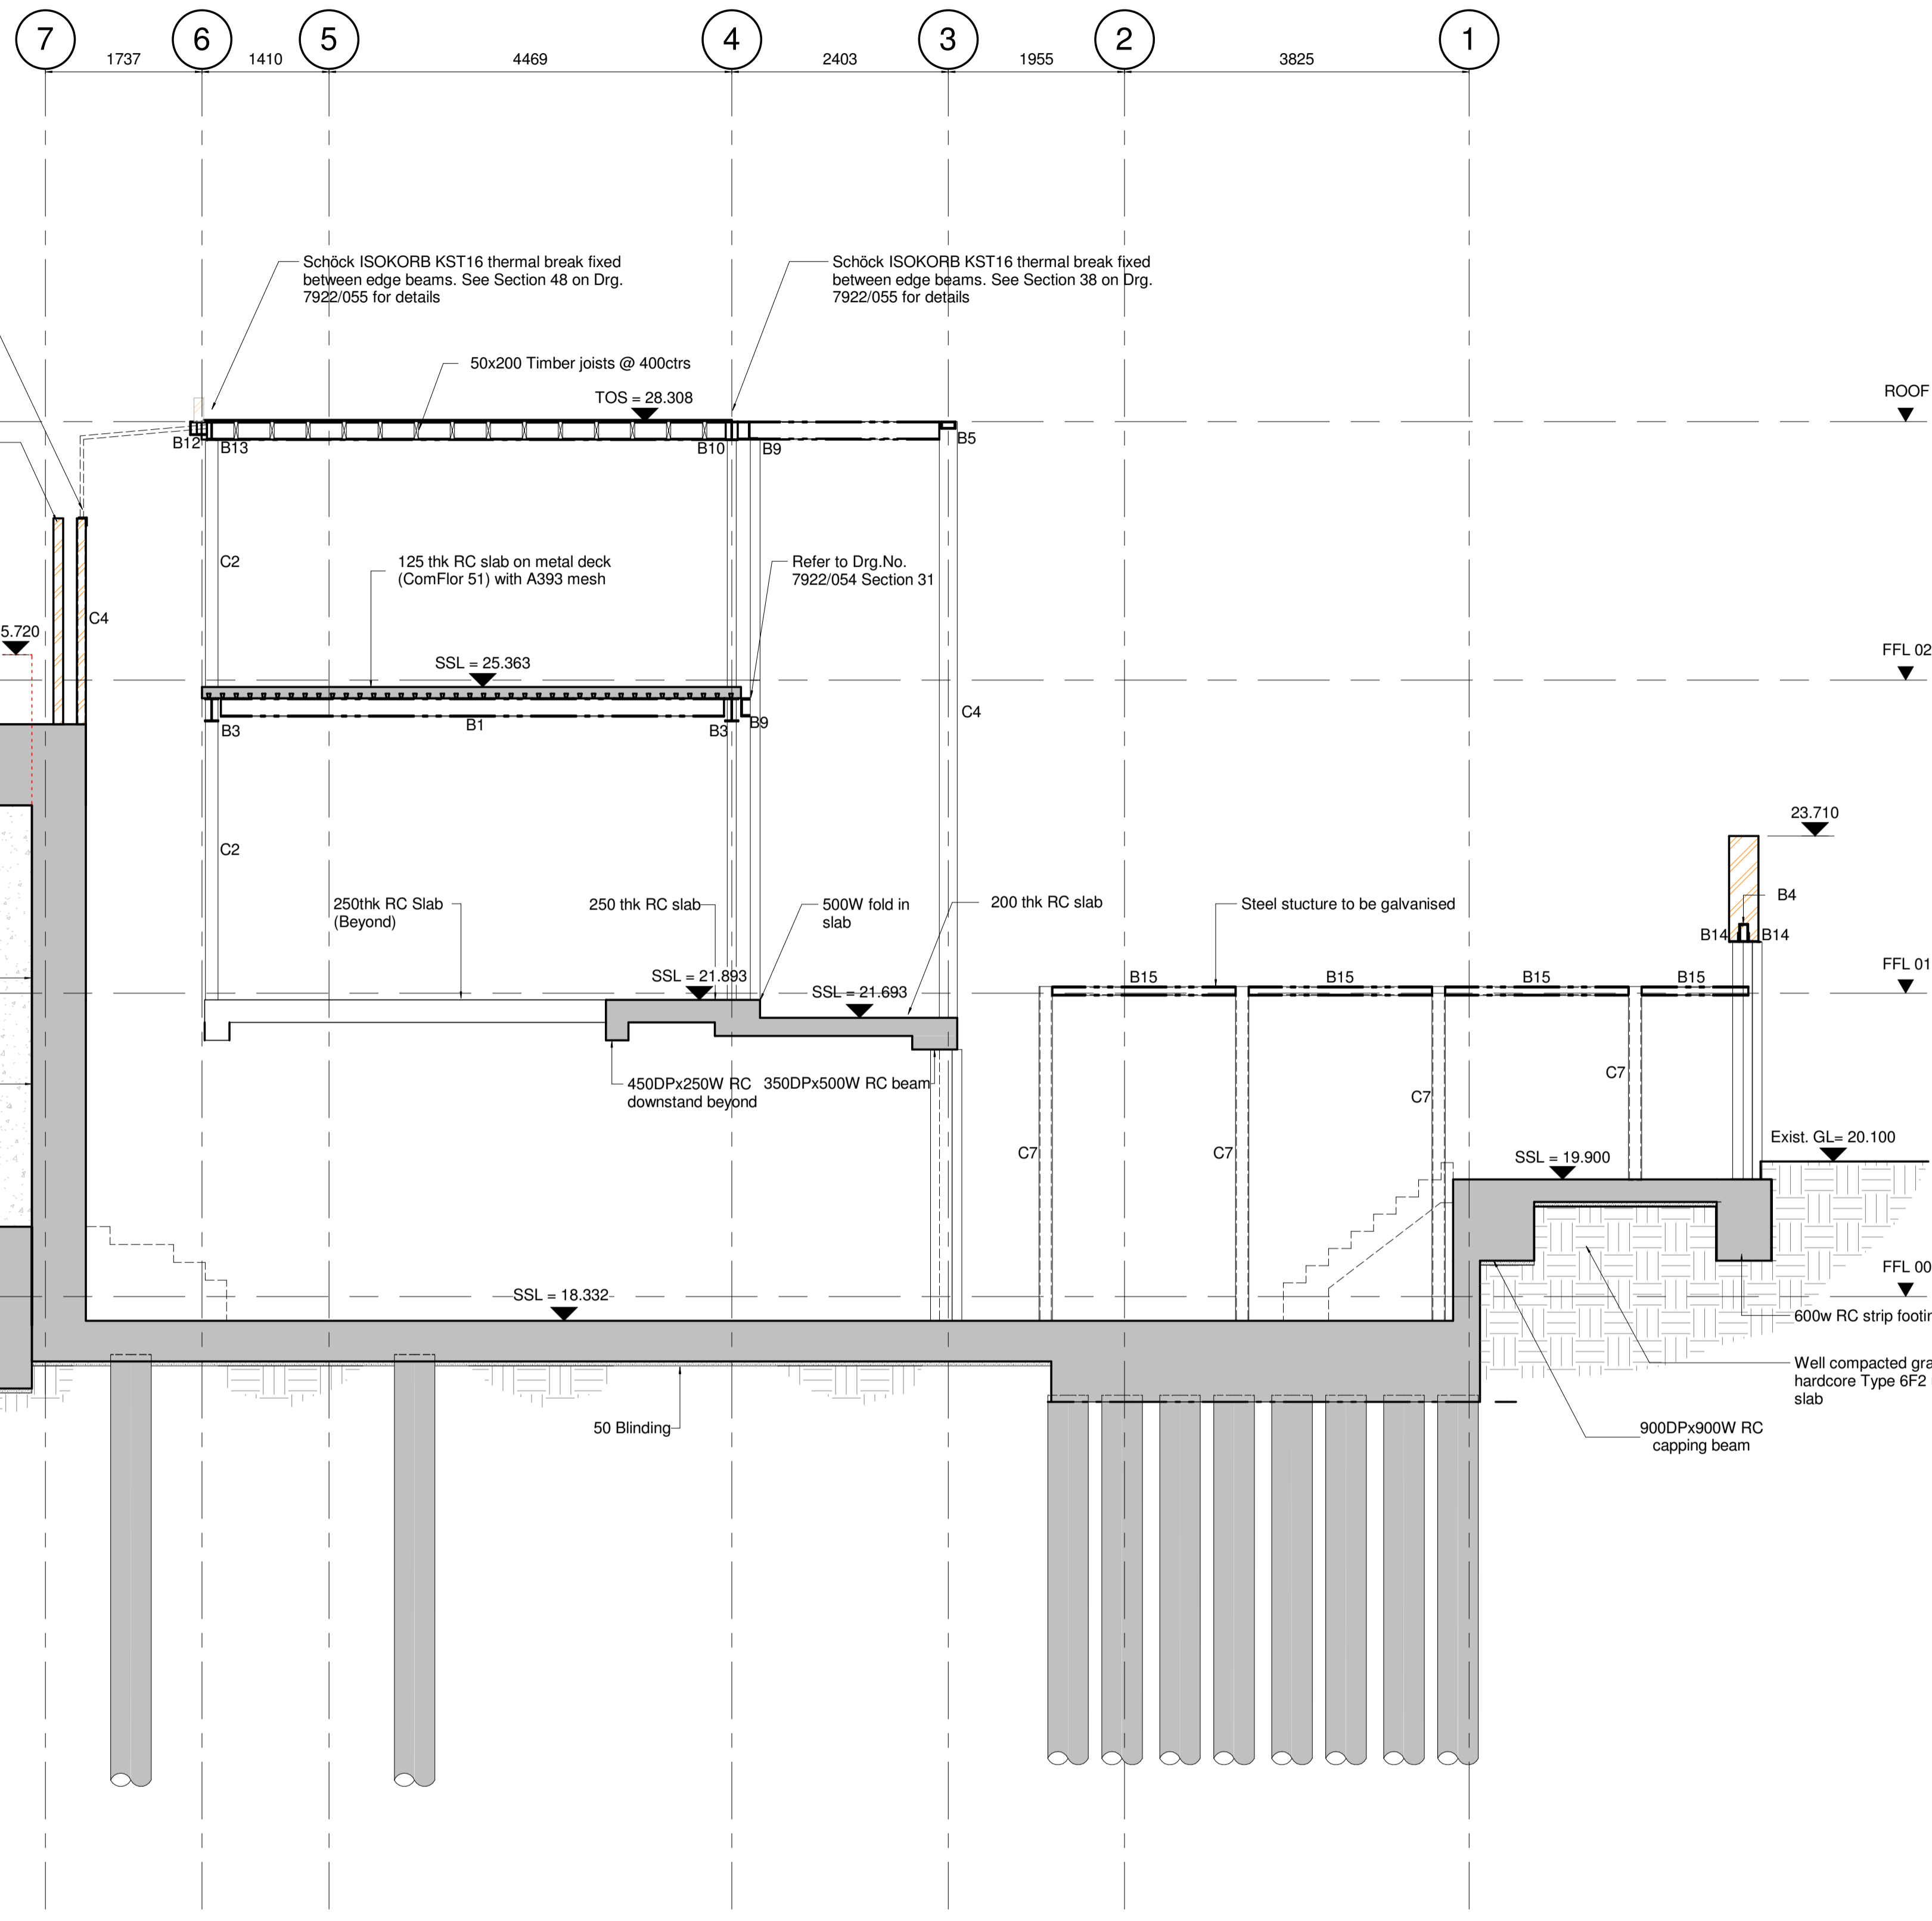 7
6
5
4
3
2
1
1737
1410
4469
2403
1955
3825
Schöck ISOKORB KST16 thermal break fixed
between edge beams. See Section 48 on Drg.
7922/055 for details
Schöck ISOKORB KST16 thermal break fixed
between edge beams. See Section 38 on Drg.
7922/055 for details
50x200 Timber joists @ 400ctrs
TOS = 28.308
ROOF
B12
B13
B10
B9
B5
C2
125 thk RC slab on metal deck
(ComFlor 51) with A393 mesh
Refer to Drg.No.
7922/054 Section 31
C4
5.720
SSL = 25.363
FFL 02
B3
B1
B3
B9
C4
23.710
C2
250thk RC Slab
(Beyond)
250 thk RC slab
500W fold in
slab
200 thk RC slab
Steel stucture to be galvanised
B4
B14
B14
SSL = 21.893
SSL = 21.693
B15
B15
B15
B15
FFL 01
450DPx250W RC
downstand beyond
350DPx500W RC beam
C7
C7
C7
C7
Exist. GL= 20.100
SSL = 19.900
SSL = 18.332
FFL 00
600w RC strip footin
Well compacted gra
hardcore Type 6F2
slab
50 Blinding
900DPx900W RC
capping beam